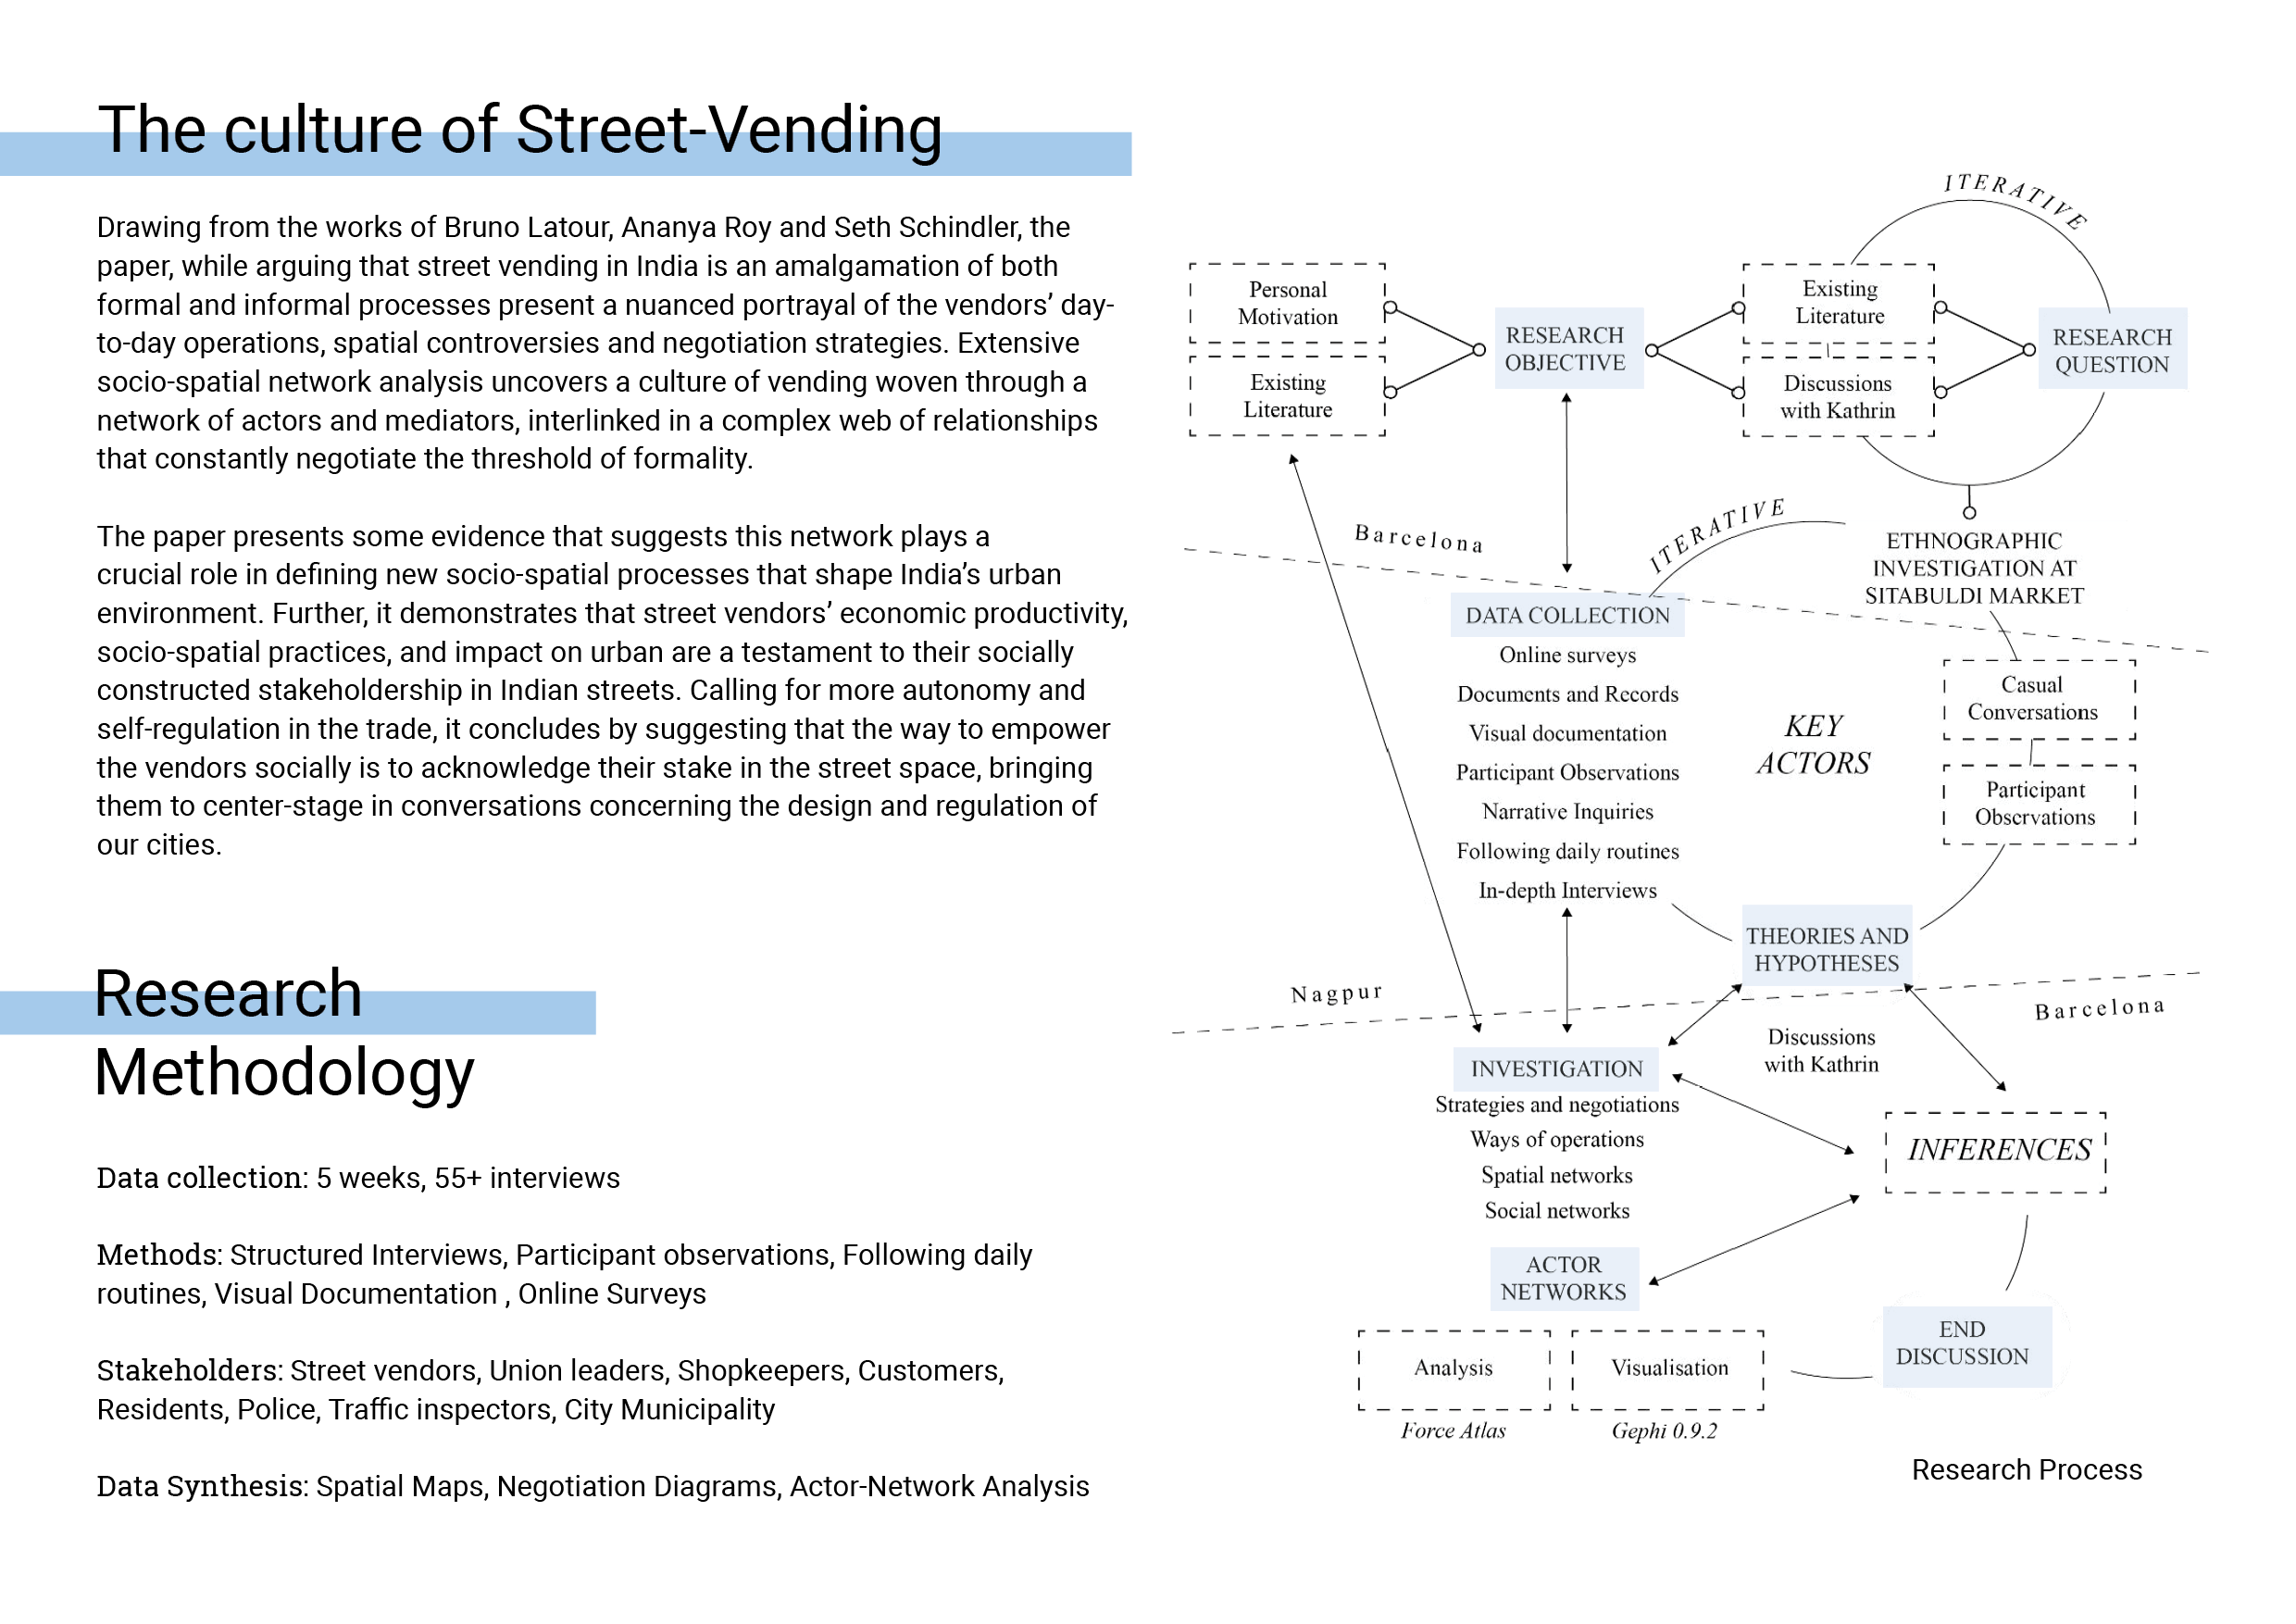 The culture of Street-Vending
Drawing from the works of Bruno Latour, Ananya Roy and Seth Schindler, the
paper, while arguing that street vending in India is an amalgamation of both
formal and informal processes present a nuanced portrayal of the vendors’ day-
to-day operations, spatial controversies and negotiation strategies. Extensive
socio-spatial network analysis uncovers a culture of vending woven through a
network of actors and mediators, interlinked in a complex web of relationships
that constantly negotiate the threshold of formality.
The paper presents some evidence that suggests this network plays a
crucial role in defining new socio-spatial processes that shape India’s urban
environment. Further, it demonstrates that street vendors’ economic productivity,
socio-spatial practices, and impact on urban are a testament to their socially
constructed stakeholdership in Indian streets. Calling for more autonomy and
self-regulation in the trade, it concludes by suggesting that the way to empower
the vendors socially is to acknowledge their stake in the street space, bringing
them to center-stage in conversations concerning the design and regulation of
our cities.
Research
Methodology
Data collection: 5 weeks, 55+ interviews
Methods: Structured Interviews, Participant observations, Following daily
routines, Visual Documentation , Online Surveys
Stakeholders: Street vendors, Union leaders, Shopkeepers, Customers,
Residents, Police, Traffic inspectors, City Municipality
Data Synthesis: Spatial Maps, Negotiation Diagrams, Actor-Network Analysis
ITERATIVE
Personal
Motivation
Existing
Literature
RESEARCH
OBJECTIVE
Existing
Literature
Discussions
with Kathrin
RESEARCH
QUESTION
Barcelona
ITERATIVE
ETHNOGRAPHIC
INVESTIGATION AT
SITABULDI MARKET
DATA COLLECTION
Online surveys
Documents and Records
Visual documentation
Participant Observations
Narrative Inquiries
Following daily routines
In-depth Interviews
KEY
ACTORS
Casual
Conversations
Participant
Observations
THEORIES AND
HYPOTHESES
Nagpur
Barcelona
Discussions
with Kathrin
INVESTIGATION
Strategies and negotiations
Ways of operations
Spatial networks
Social networks
INFERENCES
ACTOR
NETWORKS
Analysis
Visualisation
Force Atlas
Gephi 0.9.2
END
DISCUSSION
Research Process